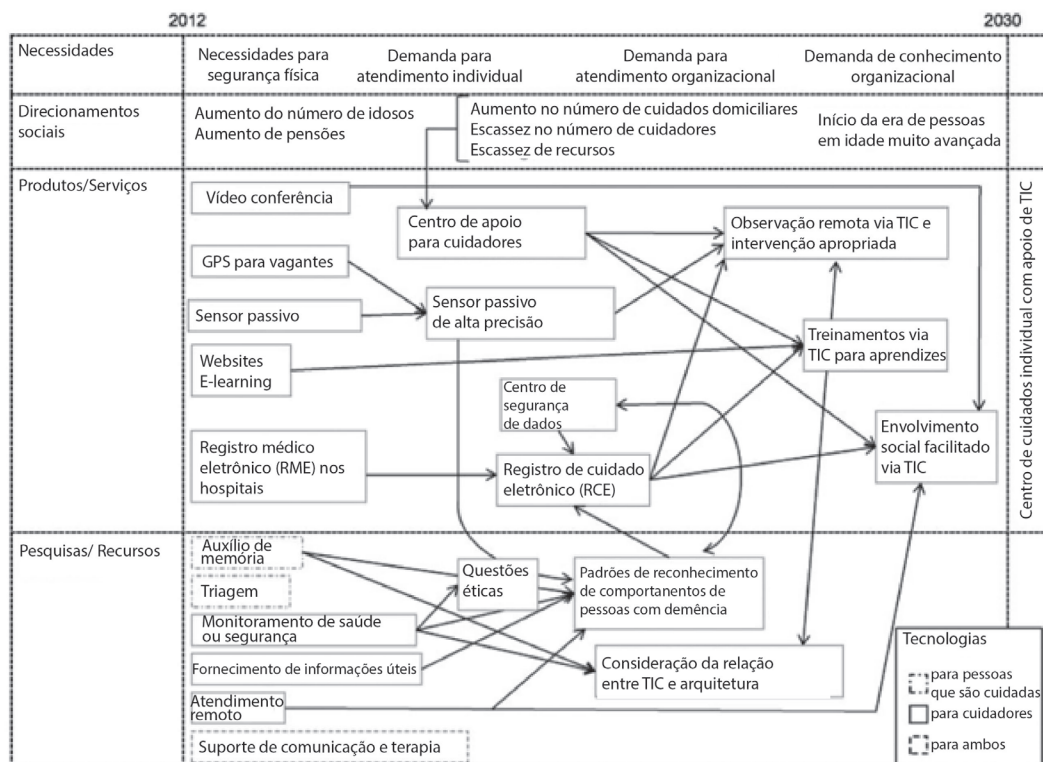 2012
2030
Necessidades
Necessidades para
segurança física
Demanda para
atendimento individual
Demanda para
atendimento organizacional
Demanda de conhecimento
organizacional
Direcionamentos
sociais
Aumento do número de idosos
Aumento de pensões
Aumento no número de cuidados domiciliares
Escassez no número de cuidadores
Escassez de recursos
Início da era de pessoas
em idade muito avançada
Produtos/Serviços
Vídeo conferência
Centro de apoio
para cuidadores
Observação remota via TIC e
intervenção apropriada
GPS para vagantes
Sensor passivo
Sensor passivo
de alta precisão
Treinamentos via
TIC para aprendizes
Websites
E-learning
Centro de
segurança
de dados
Envolvimento
social facilitado
via TIC
Registro médico
eletrônico (RME) nos
hospitais
Registro de cuidado
eletrônico (RCE)
Centro de cuidados individual com apoio de TIC
Pesquisas/ Recursos
Auxílio de
memória
Triagem
Questões
éticas
Padrões de reconhecimento
de comportanentos de
pessoas com demência
Monitoramento de saúde
ou segurança
Fornecimento de informações úteis
Consideração da relação
entre TIC e arquitetura
Atendimento
remoto
Suporte de comunicação e terapia
Tecnologias
para pessoas
que são cuidadas
para cuidadores
para ambos